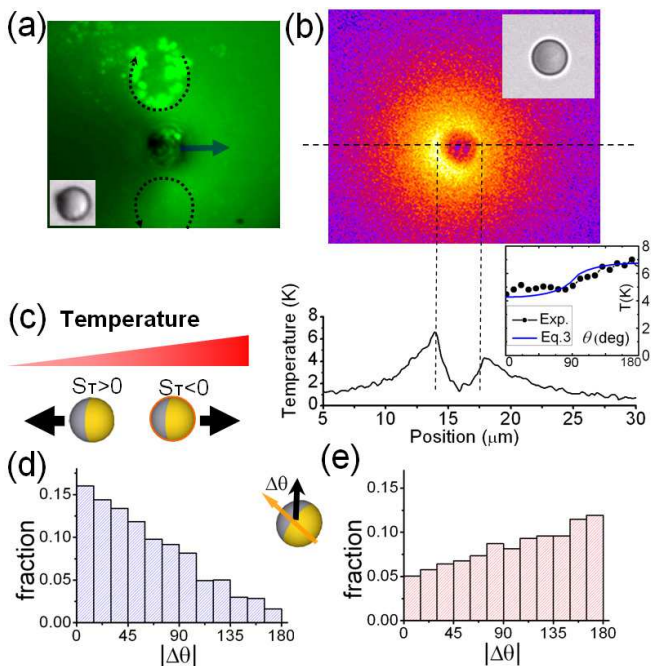 (a)
(b)
(c)
Temperature
S_T>0
S_T<0
Temperature (K)
8
6
4
2
0
5
10
15
20
25
30
Position (μm)
8
6
4
2
0
T(K)
Exp.
Eq.3
θ(deg)
0
90
180
(d)
fraction
0.15
0.10
0.05
0.00
0
45
90
135
180
|Δθ|
Δθ
(e)
fraction
0.15
0.10
0.05
0.00
0
45
90
135
180
|Δθ|